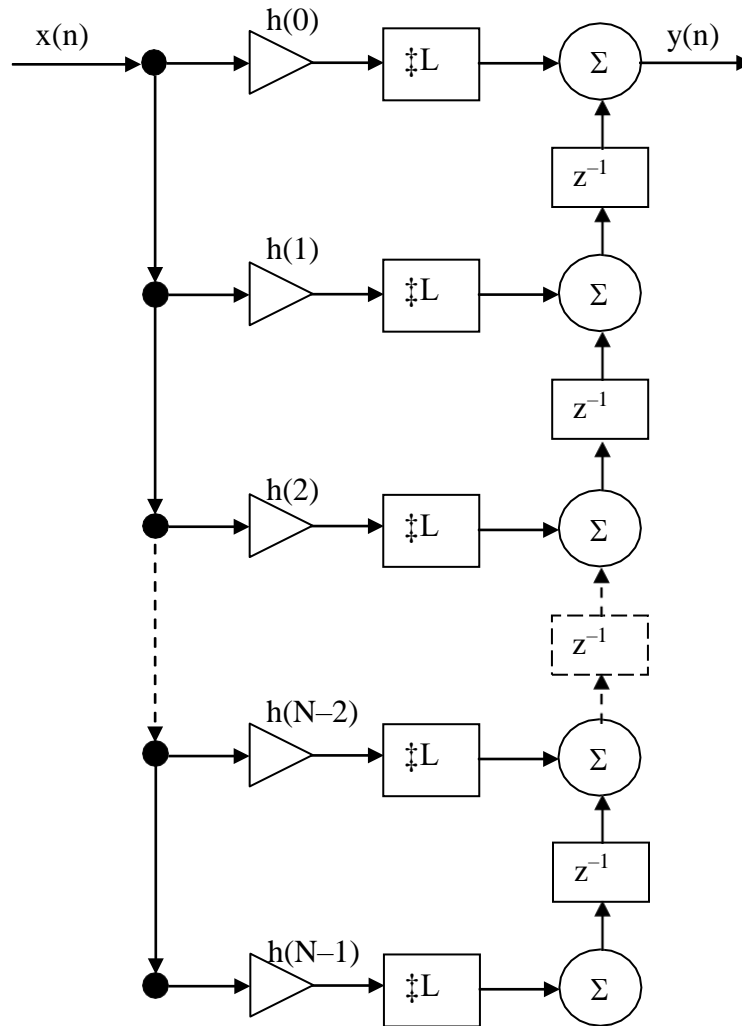 h(0)
x(n)
‡L
Σ
y(n)
z⁻¹
h(1)
‡L
Σ
z⁻¹
h(2)
‡L
Σ
z⁻¹
h(N–2)
‡L
Σ
z⁻¹
h(N–1)
‡L
Σ